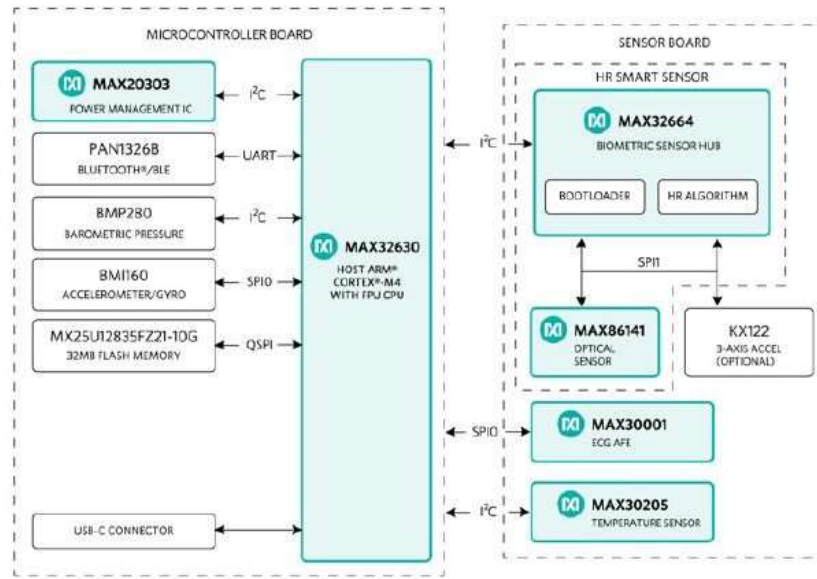 MICROCONTROLLER BOARD
MAX20303
POWER MANAGEMENT IC
I²C
PAN1326B
BLUETOOTH®/BLE
UART
BMP280
BAROMETRIC PRESSURE
I²C
BMI160
ACCELEROMETER/GYRO
SPI0
MX25U12835FZ21-10G
32MB FLASH MEMORY
QSPI
USB-C CONNECTOR
MAX32630
HOST ARM®
CORTEX®-M4
WITH FPU CPU
I²C
SPI0
I²C
SENSOR BOARD
HR SMART SENSOR
MAX32664
BIOMETRIC SENSOR HUB
BOOTLOADER
HR ALGORITHM
SPI1
MAX86141
OPTICAL
SENSOR
KX122
3-AXIS ACCEL
(OPTIONAL)
MAX30001
ECG AFE
MAX30205
TEMPERATURE SENSOR